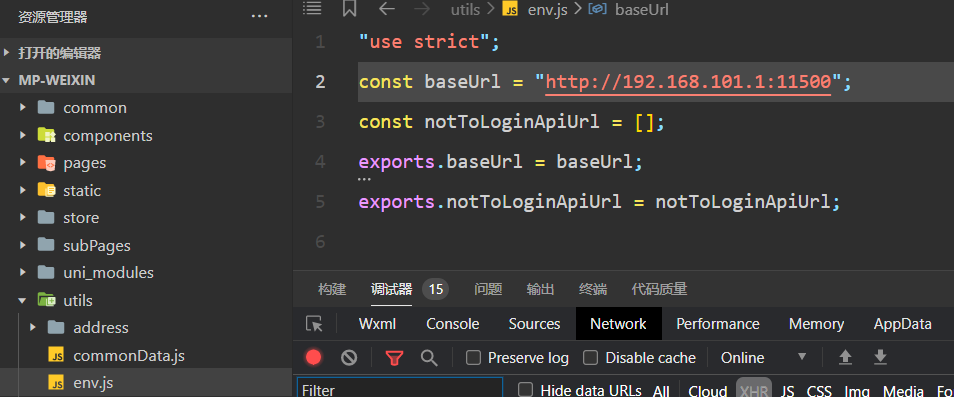 资源管理器 ···
打开的编辑器
MP-WEIXIN
common
components
pages
static
store
subPages
uni_modules
utils
address
commonData.js
env.js
utils > env.js > baseUrl
1 "use strict";
2 const baseUrl = "http://192.168.101.1:11500";
3 const notToLoginApiUrl = [];
4 exports.baseUrl = baseUrl;
5 exports.notToLoginApiUrl = notToLoginApiUrl;
6
构建 调试器 15 问题 输出 终端 代码质量
Wxml Console Sources Network Performance Memory AppData
Preserve log Disable cache Online
Filter Hide data URLs All Cloud XHR JS CSS Img Media Fo